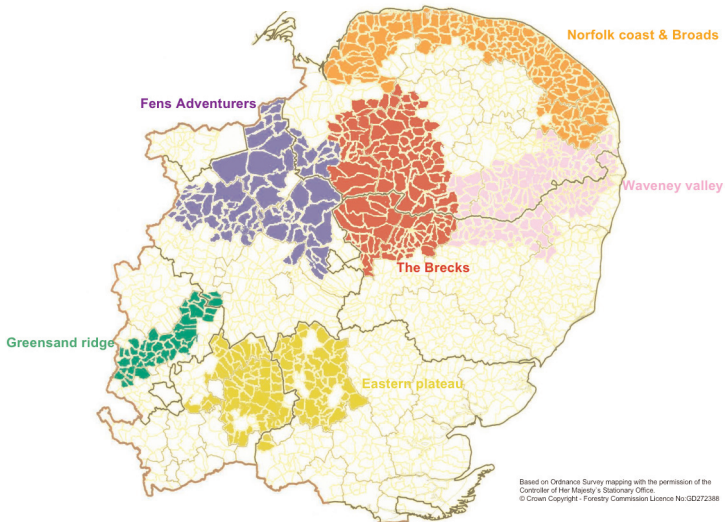 Norfolk coast & Broads
Fens Adventurers
Waveney valley
The Brecks
Greensand ridge
Eastern plateau
Based on Ordnance Survey mapping with the permission of the
Controller of Her Majesty's Stationary Office.
© Crown Copyright - Forestry Commission Licence No:GD272388